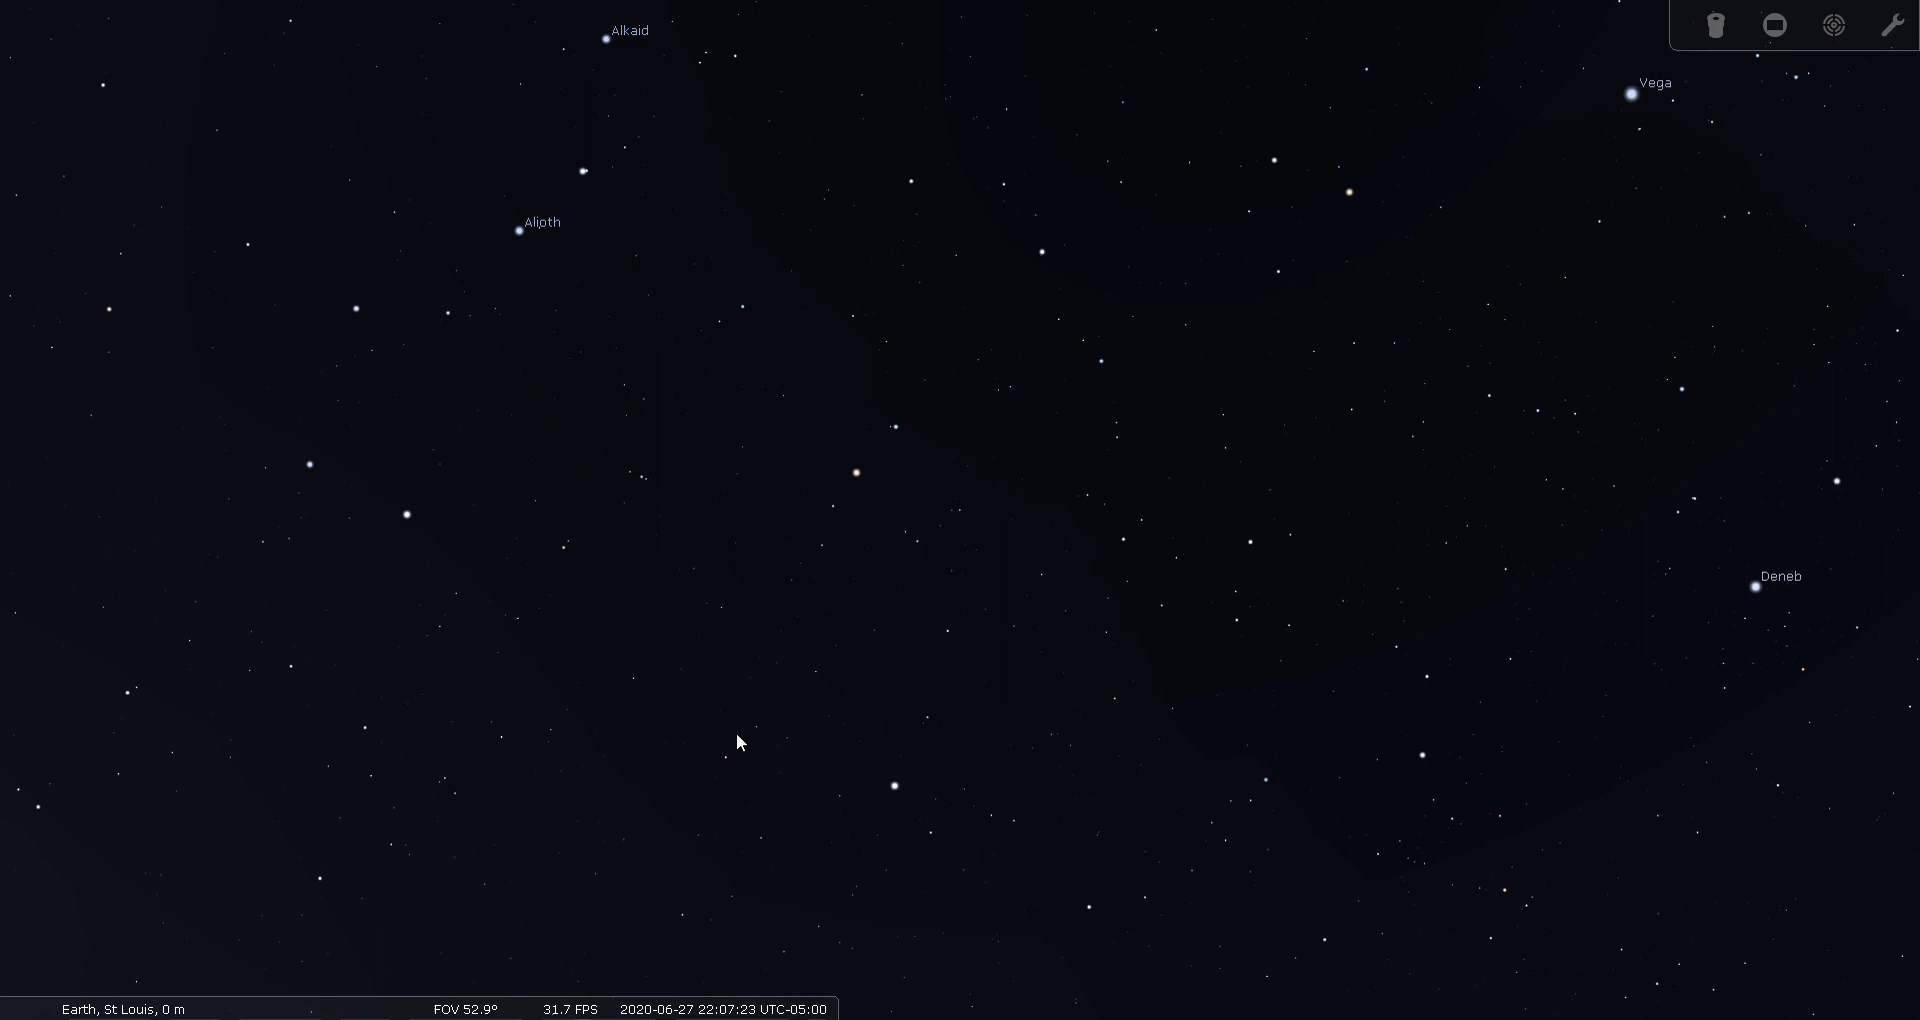 Alkaid
Vega
Alioth
Deneb
Earth, St Louis, 0 m FOV 52.9° 31.7 FPS 2020-06-27 22:07:23 UTC-05:00